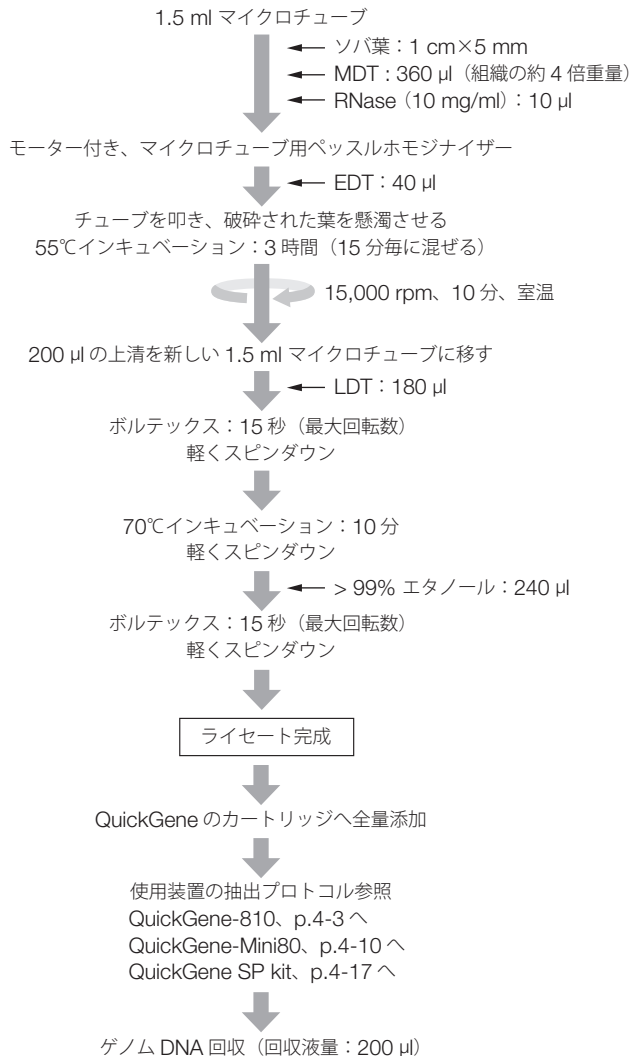 1.5 ml マイクロチューブ
ソバ葉：1 cm×5 mm
MDT : 360 µl（組織の約 4 倍重量）
RNase（10 mg/ml）：10 µl
モーター付き、マイクロチューブ用ペッスルホモジナイザー
EDT：40 µl
チューブを叩き、破砕された葉を懸濁させる
55℃インキュベーション：3 時間（15 分毎に混ぜる）
15,000 rpm、10 分、室温
200 µl の上清を新しい 1.5 ml マイクロチューブに移す
LDT：180 µl
ボルテックス：15 秒（最大回転数）
軽くスピンダウン
70℃インキュベーション：10 分
軽くスピンダウン
> 99% エタノール：240 µl
ボルテックス：15 秒（最大回転数）
軽くスピンダウン
ライセート完成
QuickGene のカートリッジへ全量添加
使用装置の抽出プロトコル参照
QuickGene-810、p.4-3 へ
QuickGene-Mini80、p.4-10 へ
QuickGene SP kit、p.4-17 へ
ゲノム DNA 回収（回収液量：200 µl）